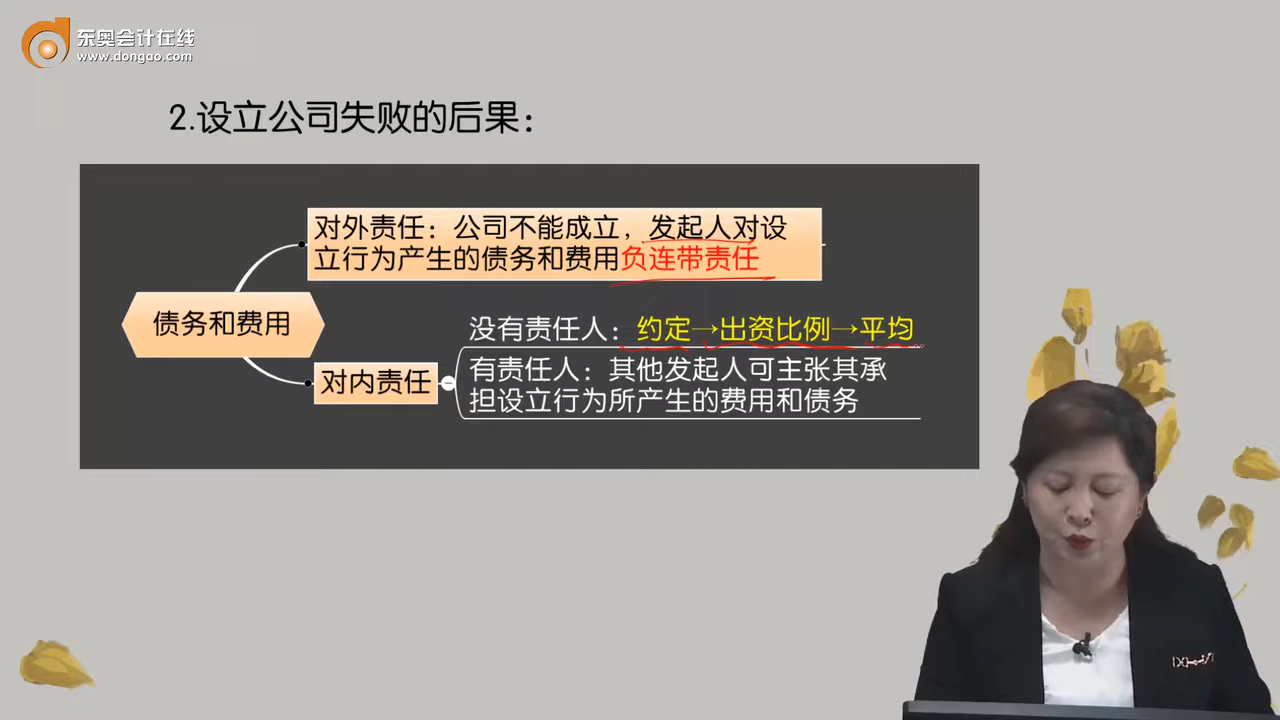 东奥会计在线
www.dongao.com
2.设立公司失败的后果：
对外责任：公司不能成立，发起人对设
立行为产生的债务和费用负连带责任
债务和费用
没有责任人：约定→出资比例→平均
对内责任
有责任人：其他发起人可主张其承
担设立行为所产生的费用和债务